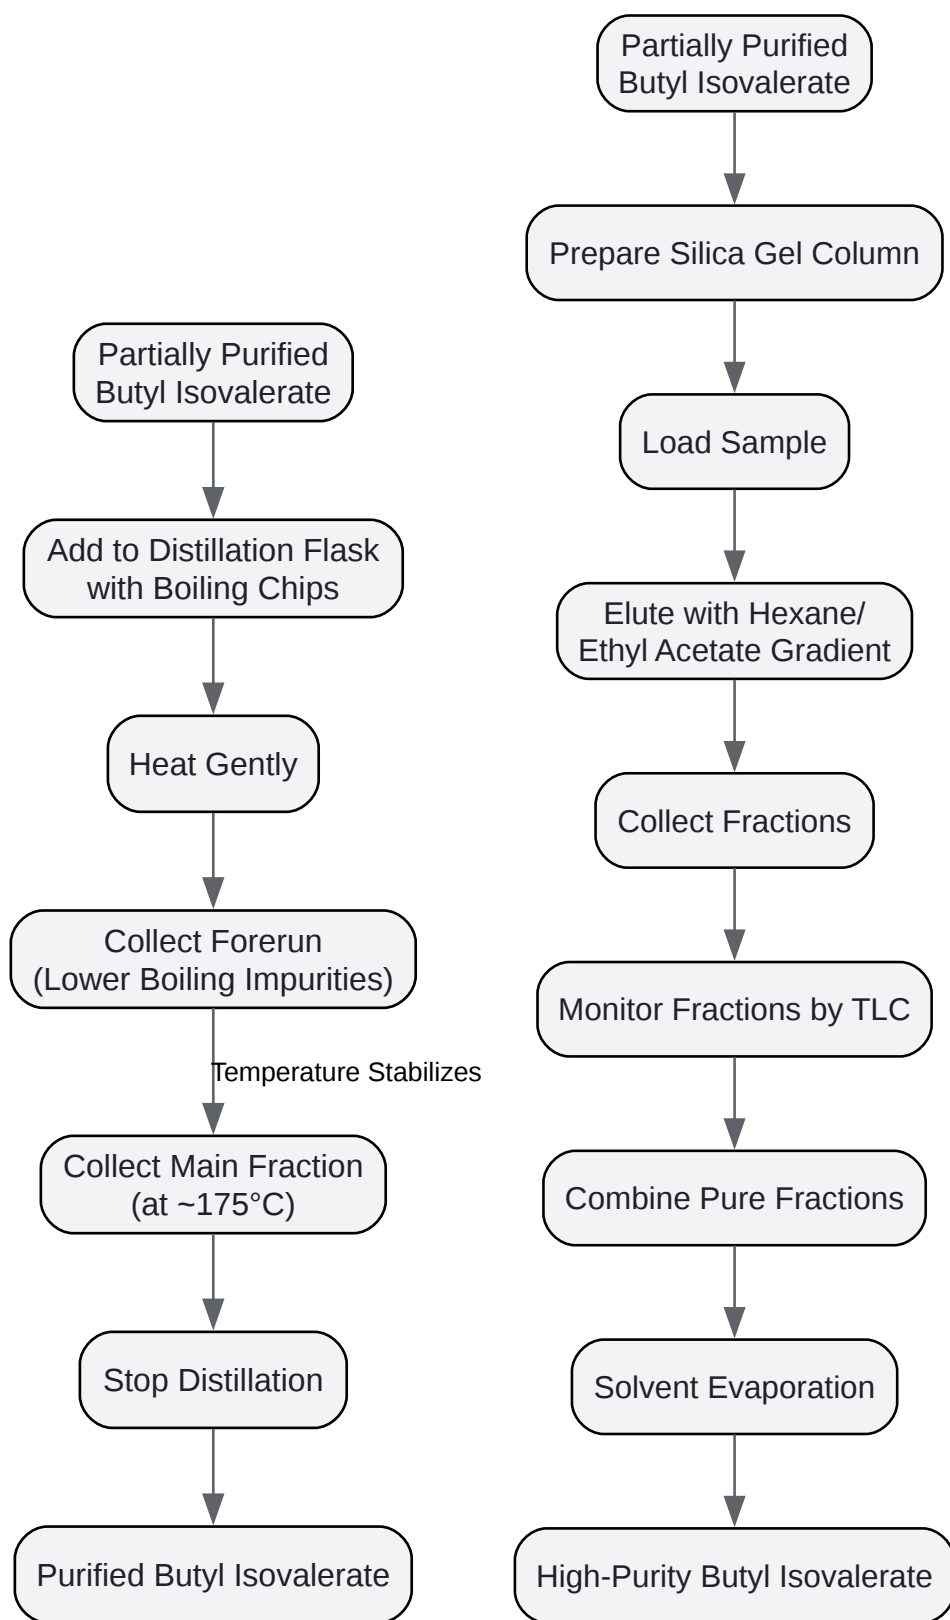 Partially Purified
Butyl Isovalerate
Add to Distillation Flask
with Boiling Chips
Heat Gently
Collect Forerun
(Lower Boiling Impurities)
Temperature Stabilizes
Collect Main Fraction
(at ~175°C)
Stop Distillation
Purified Butyl Isovalerate
Partially Purified
Butyl Isovalerate
Prepare Silica Gel Column
Load Sample
Elute with Hexane/
Ethyl Acetate Gradient
Collect Fractions
Monitor Fractions by TLC
Combine Pure Fractions
Solvent Evaporation
High-Purity Butyl Isovalerate